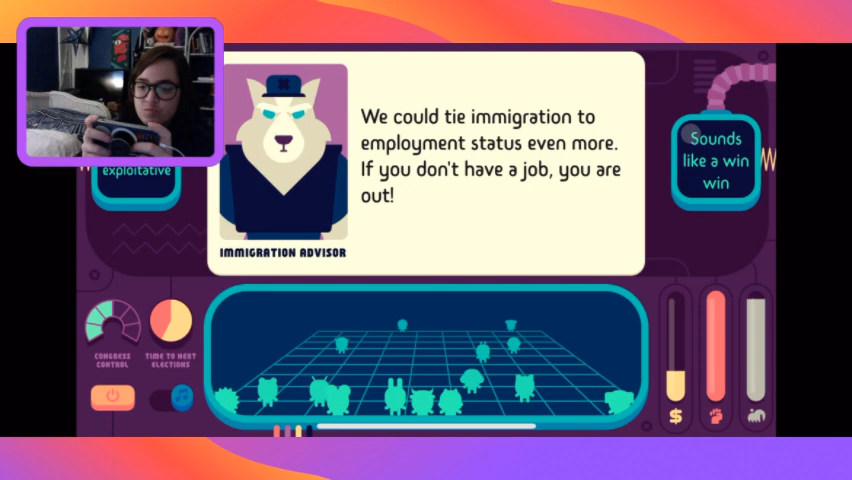 We could tie immigration to
employment status even more.
If you don't have a job, you are
out!
IMMIGRATION ADVISOR
exploitative
Sounds
like a win
win
CONGRESS
CONTROL
TIME TO NEXT
ELECTIONS
$